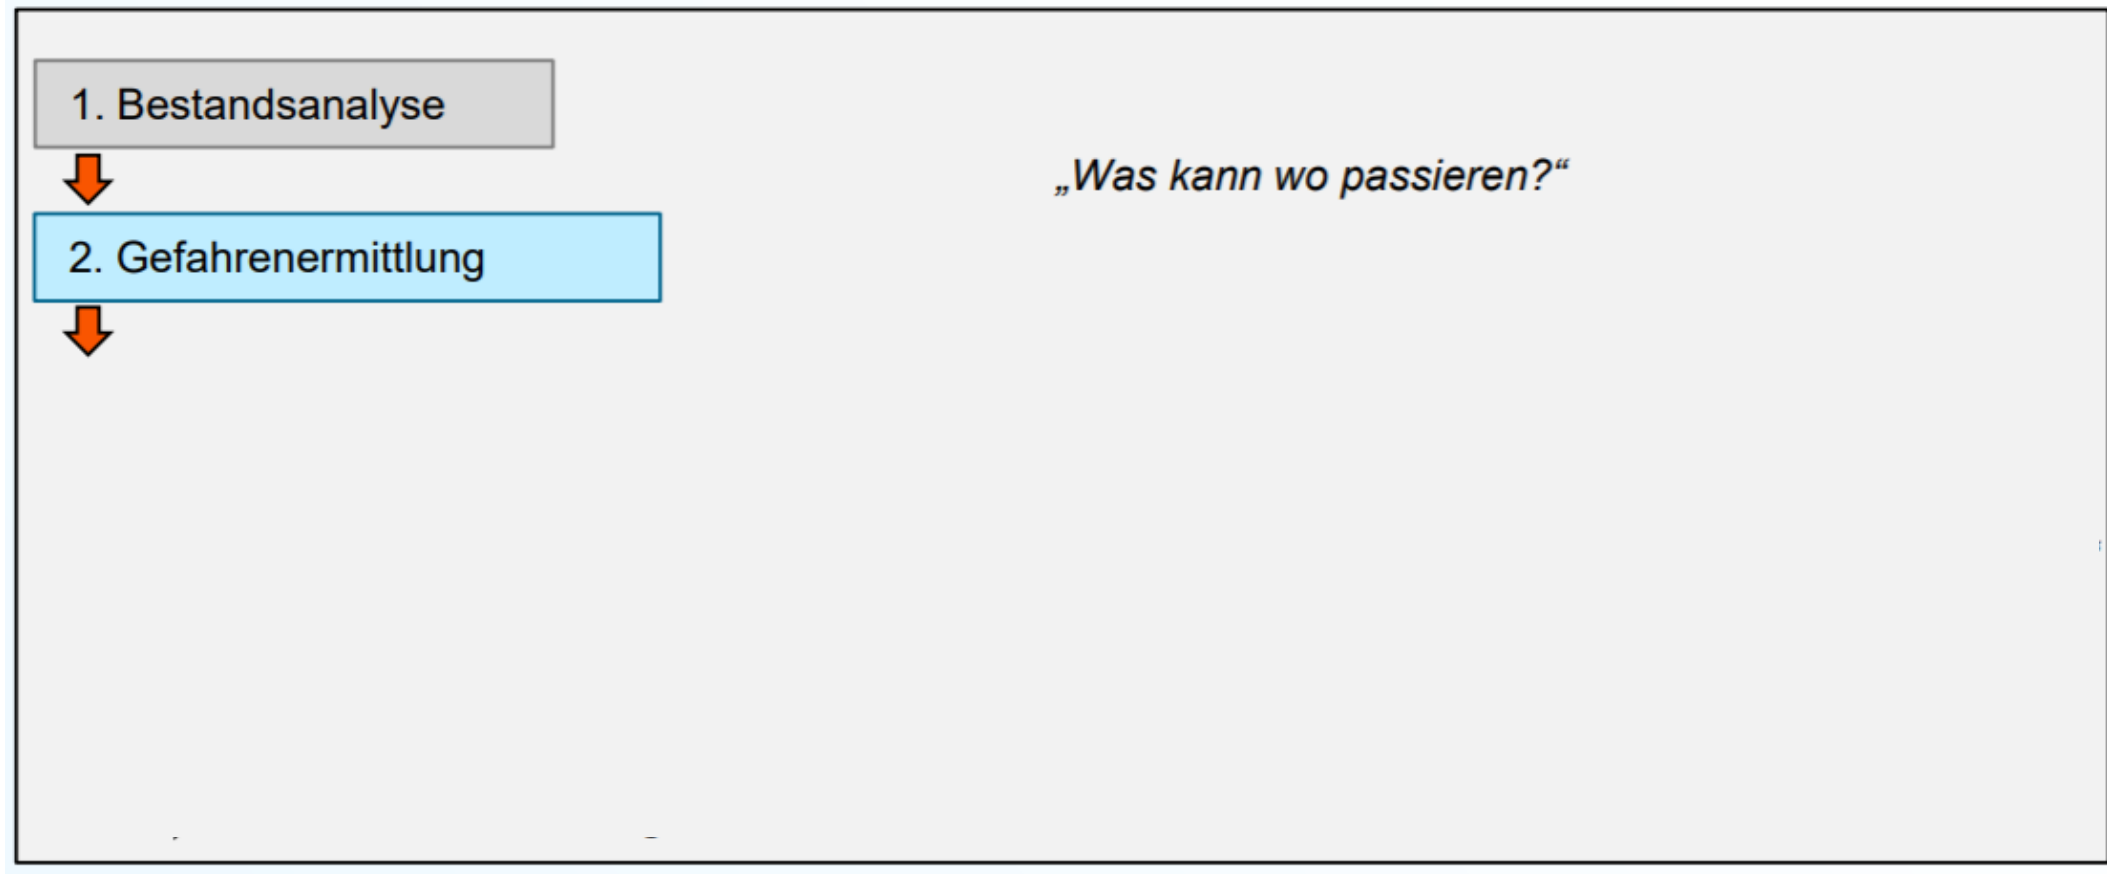 1. Bestandsanalyse
„Was kann wo passieren?“
2. Gefahrenermittlung